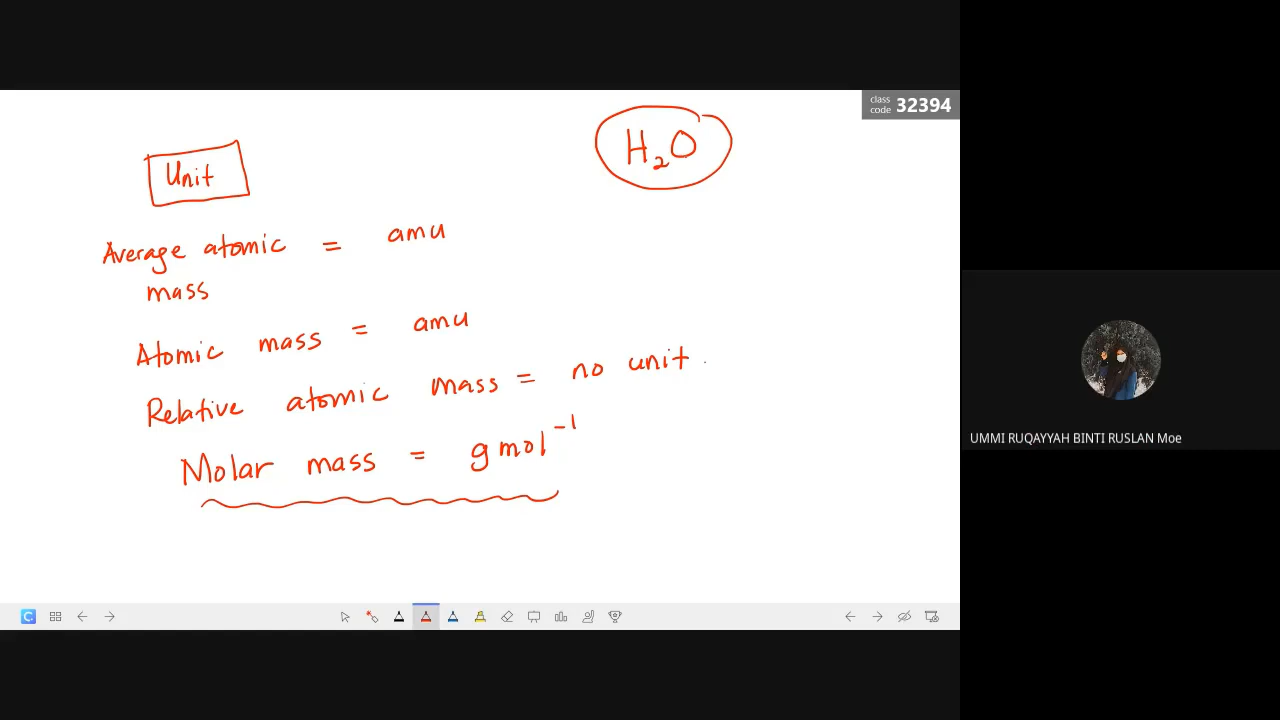 class code 32394
H₂O
Unit
Average atomic = amu
mass
Atomic mass = amu
Relative atomic mass = no unit.
Molar mass = g mol⁻¹
UMMI RUQAYYAH BINTI RUSLAN Moe